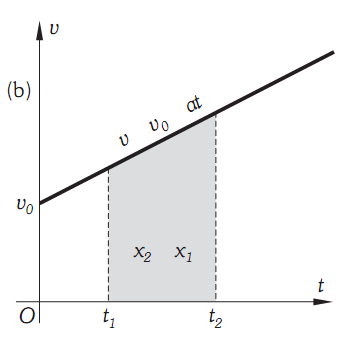 v
(b)
v v₀ at
v₀
x₂ x₁
t
O t₁ t₂